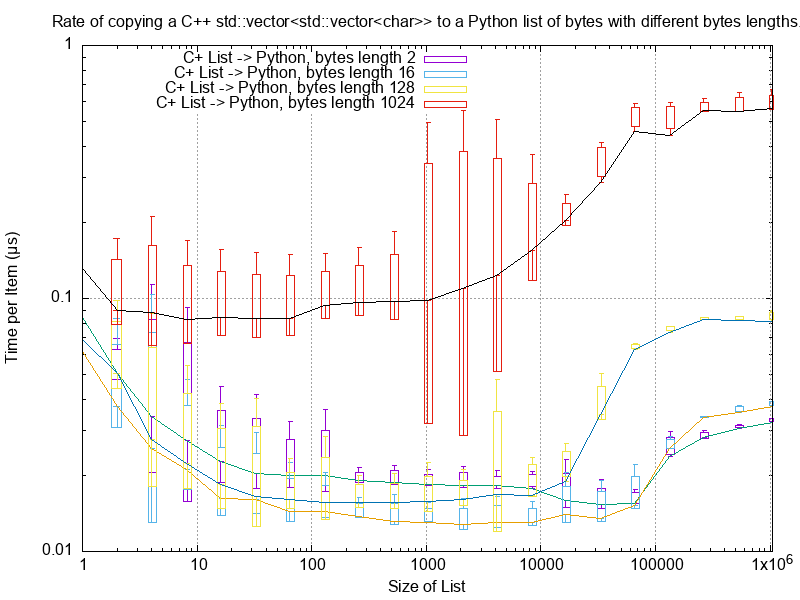 Rate of copying a C++ std::vector<std::vector<char>> to a Python list of bytes with different bytes lengths.
C+ List -> Python, bytes length 2
C+ List -> Python, bytes length 16
C+ List -> Python, bytes length 128
C+ List -> Python, bytes length 1024
Time per Item (µs)
1
0.1
0.01
1
10
100
1000
10000
100000
1x10^6
Size of List